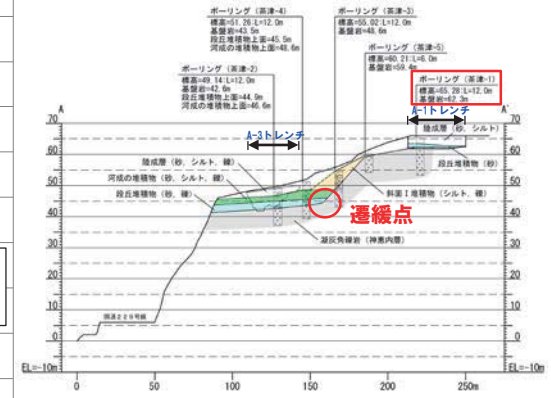 ボーリング (茶津-4)
標高=51.26:L=12.0m
基盤岩=43.5m
段丘堆積物上面=45.5m
河成の堆積物上面=48.6m
ボーリング (茶津-3)
標高=55.02:L=12.0m
基盤岩=48.6m
ボーリング (茶津-5)
標高=60.21:L=6.0m
基盤岩=59.4m
ボーリング (茶津-2)
標高=49.14:L=12.0m
基盤岩=42.6m
段丘堆積物上面=44.9m
河成の堆積物上面=46.6m
ボーリング (茶津-1)
標高=65.28:L=12.0m
基盤岩=62.3m
A
A-1トレンチ
A'
A-3トレンチ
陸成層 (砂、シルト)
段丘堆積物 (砂)
陸成層 (砂、シルト、礫)
河成堆積物 (砂、シルト、礫)
段丘堆積物 (砂、礫)
斜面Ⅰ堆積物 (シルト、礫)
遷緩点
凝灰角礫岩 (神恵内層)
国道229号線
70
60
50
40
30
20
10
0
EL=-10m
70
60
50
40
30
20
10
0
EL=-10m
0
50
100
150
200
250m